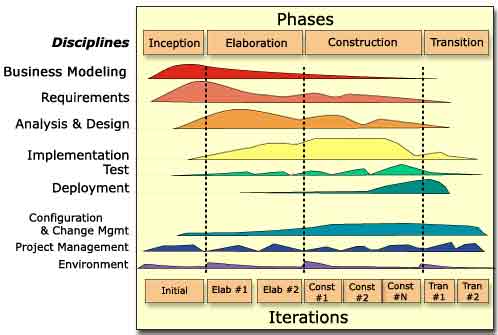 Phases
Disciplines
Inception
Elaboration
Construction
Transition
Business Modeling
Requirements
Analysis & Design
Implementation
Test
Deployment
Configuration
& Change Mgmt
Project Management
Environment
Initial
Elab #1
Elab #2
Const
#1
Const
#2
Const
#N
Tran
#1
Tran
#2
Iterations